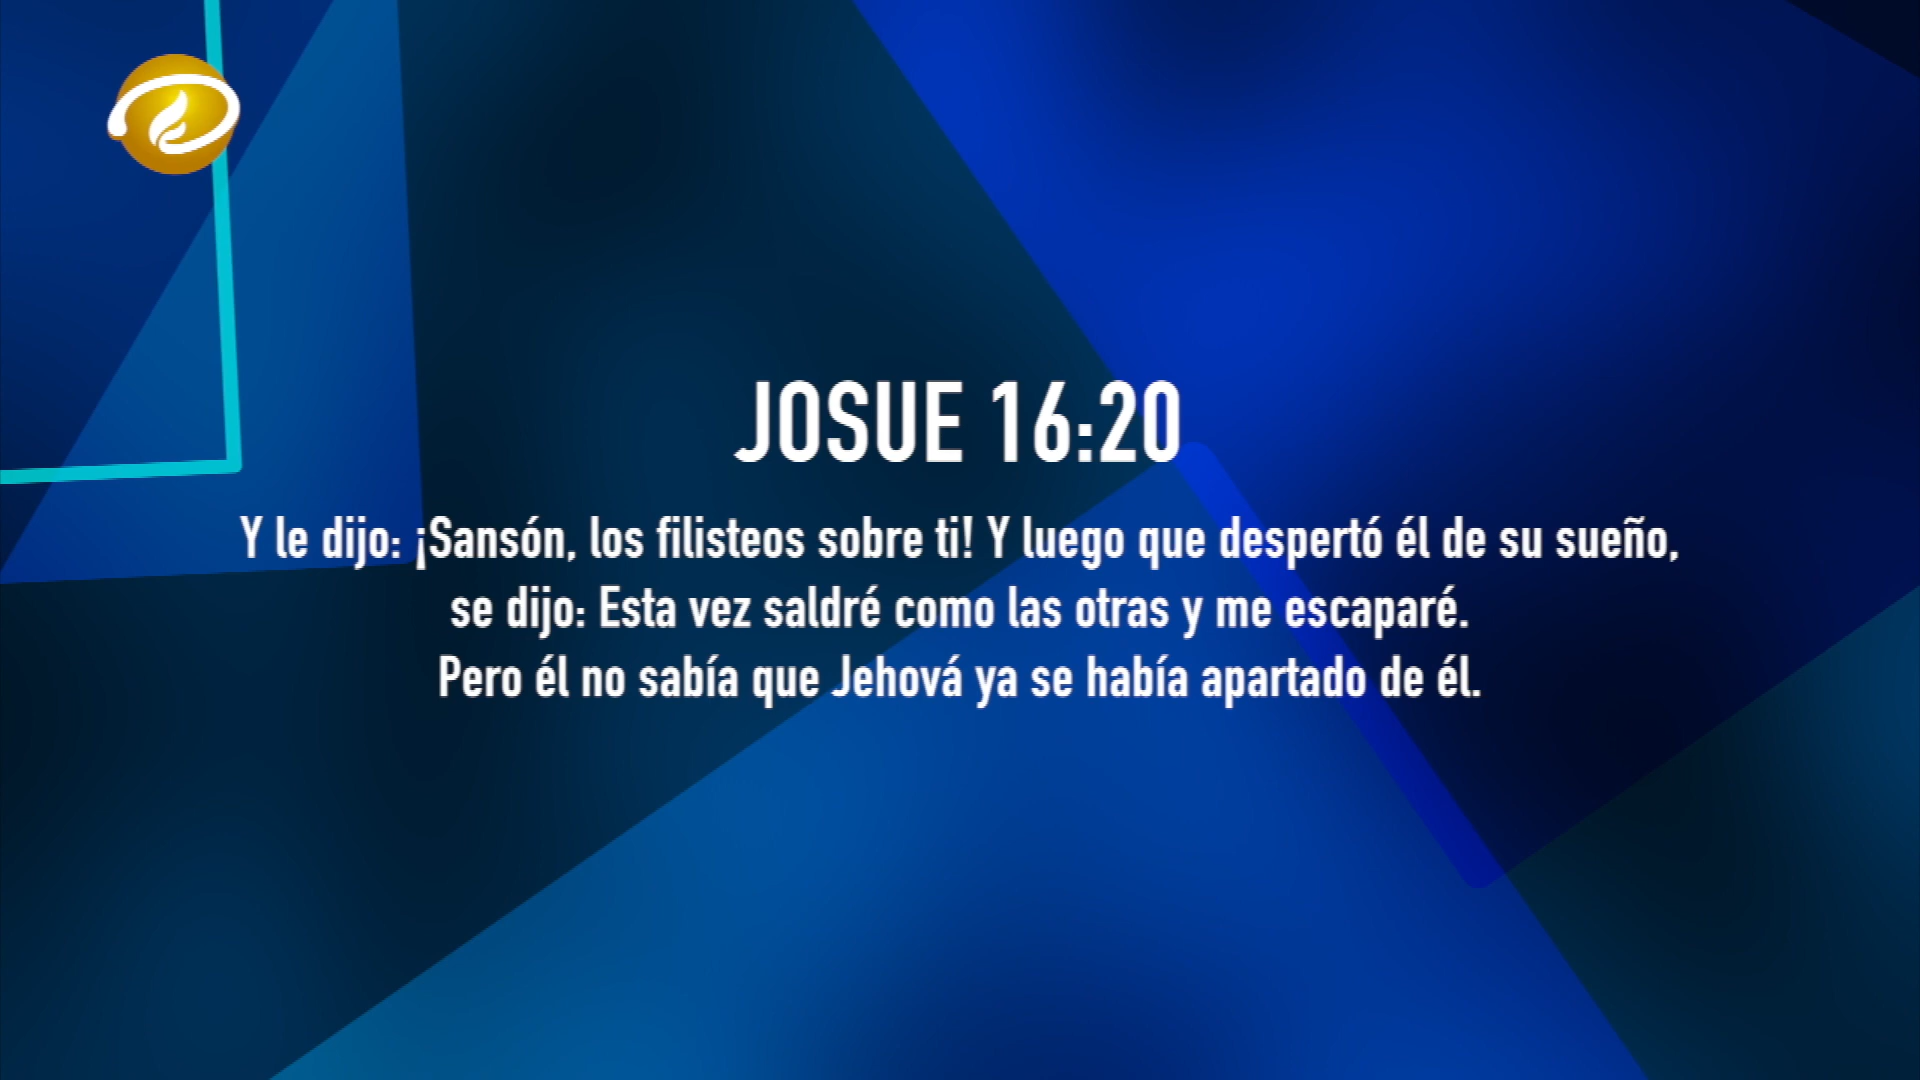 JOSUE 16:20
Y le dijo: ¡Sansón, los filisteos sobre ti! Y luego que despertó él de su sueño,
se dijo: Esta vez saldré como las otras y me escaparé.
Pero él no sabía que Jehová ya se había apartado de él.